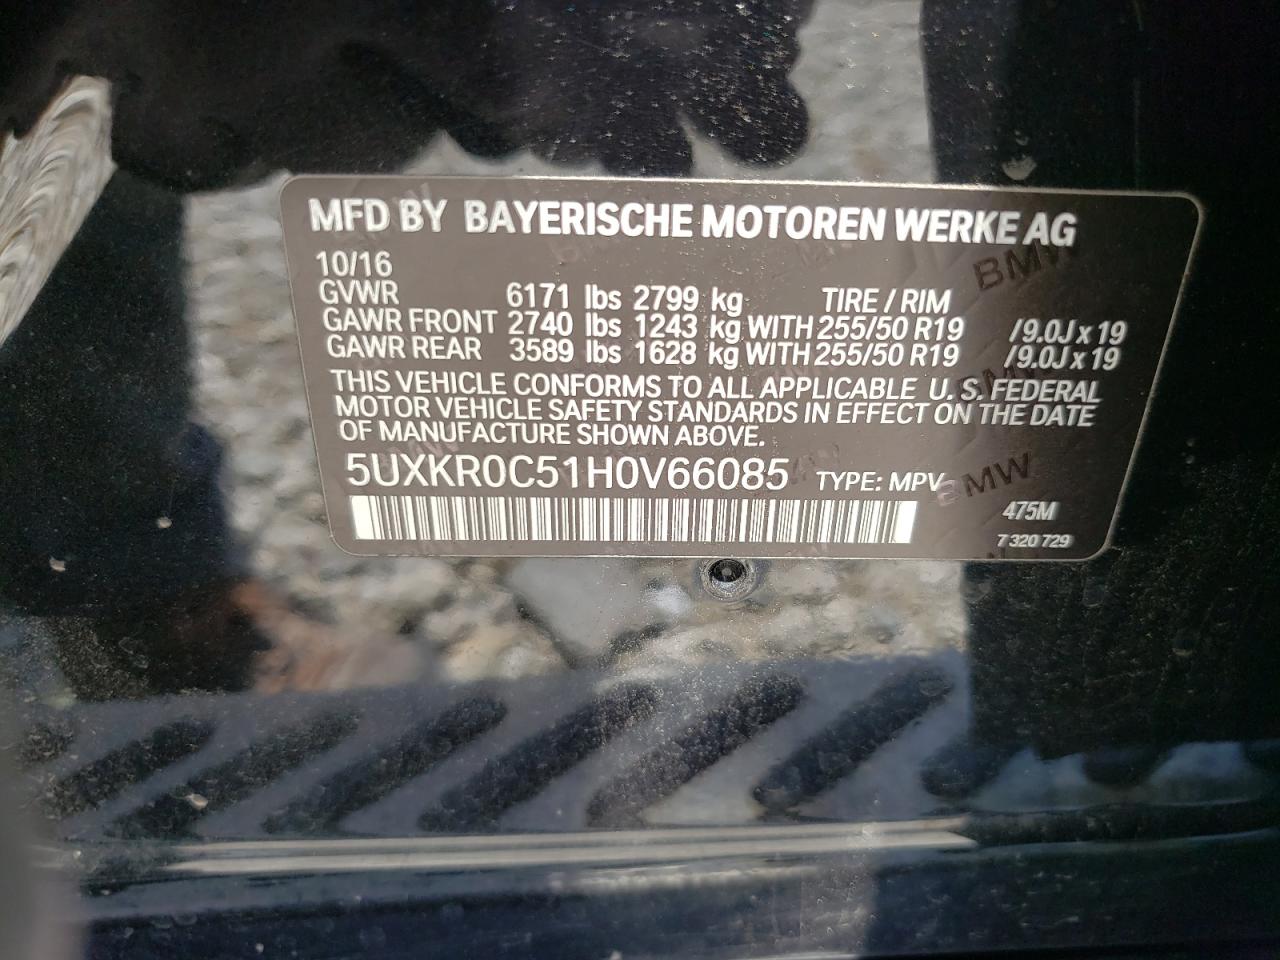 MFD BY BAYERISCHE MOTOREN WERKE AG
10/16
GVWR 6171 lbs 2799 kg TIRE / RIM
GAWR FRONT 2740 lbs 1243 kg WITH 255/50 R19 /9.0J x 19
GAWR REAR 3589 lbs 1628 kg WITH 255/50 R19 /9.0J x 19
THIS VEHICLE CONFORMS TO ALL APPLICABLE U.S. FEDERAL
MOTOR VEHICLE SAFETY STANDARDS IN EFFECT ON THE DATE
OF MANUFACTURE SHOWN ABOVE.
5UXKR0C51H0V66085 TYPE: MPV
475M
7 320 729
BMW
BMW